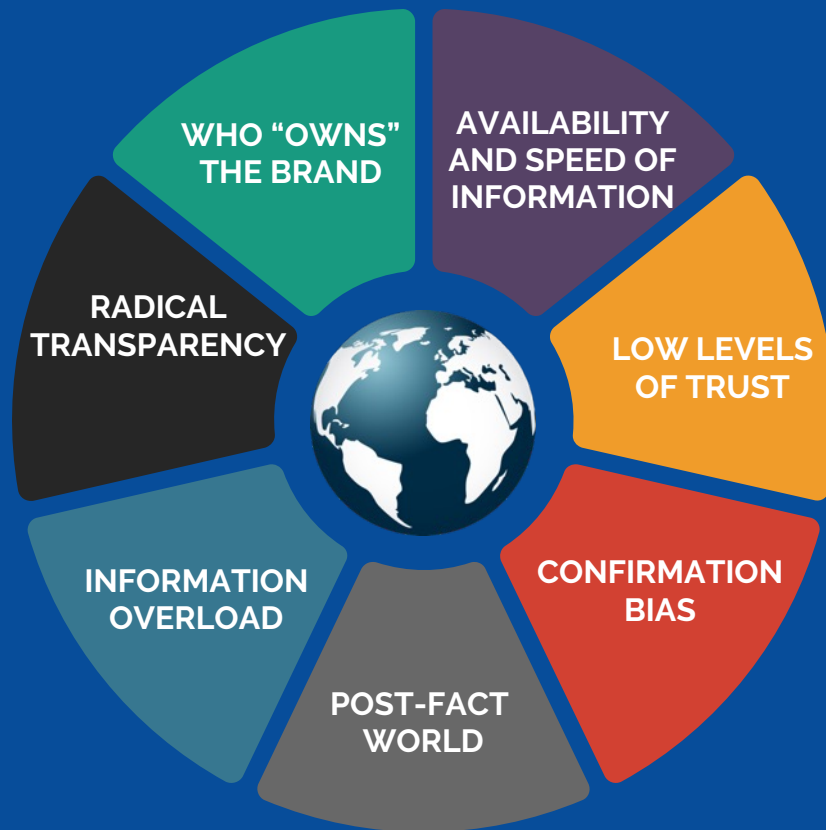 WHO “OWNS”
THE BRAND
AVAILABILITY
AND SPEED OF
INFORMATION
LOW LEVELS
OF TRUST
CONFIRMATION
BIAS
POST-FACT
WORLD
INFORMATION
OVERLOAD
RADICAL
TRANSPARENCY